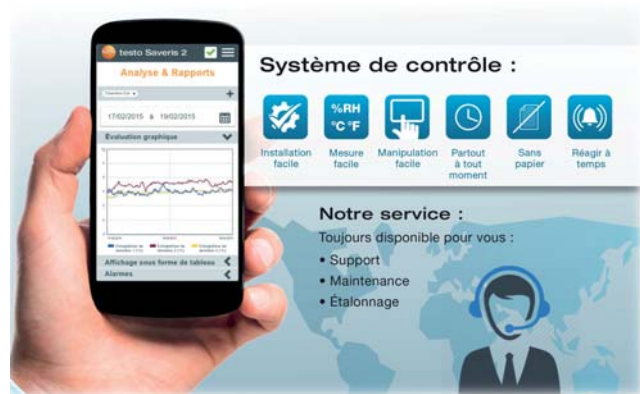 testo Saveris 2
Analyse & Rapports
17/02/2015 à 19/02/2015
Evaluation graphique
Affichage sous forme de tableau
Alarmes
Système de contrôle :
%RH
°C °F
Installation
facile
Mesure
facile
Manipulation
facile
Partout
à tout
moment
Sans
papier
Réagir à
temps
Notre service :
Toujours disponible pour vous :
• Support
• Maintenance
• Étalonnage